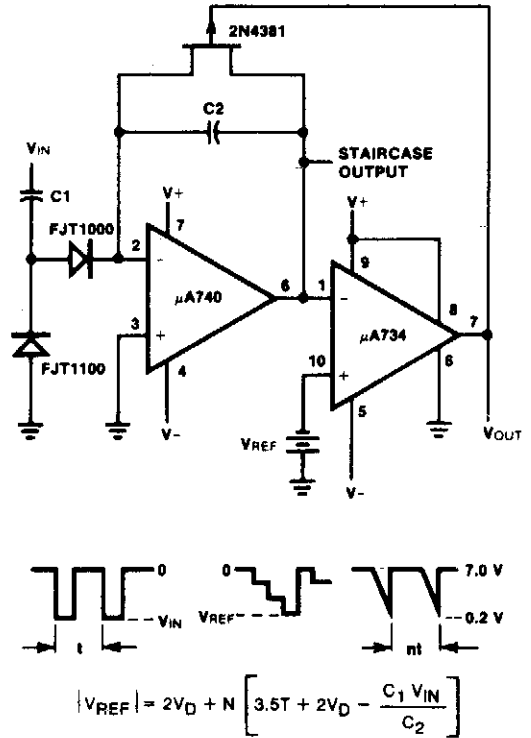 2N4381
C2
VIN
C1
STAIRCASE
OUTPUT
V+
FJT1000
7
2
-
μA740
6
3
+
4
V-
FJT1100
V+
9
1
-
8
μA734
7
10
+
6
5
VREF
V-
VOUT
0
VIN
t
0
VREF
7.0 V
0.2 V
nt
|VREF| = 2VD + N [3.5T + 2VD - C1 VIN / C2]